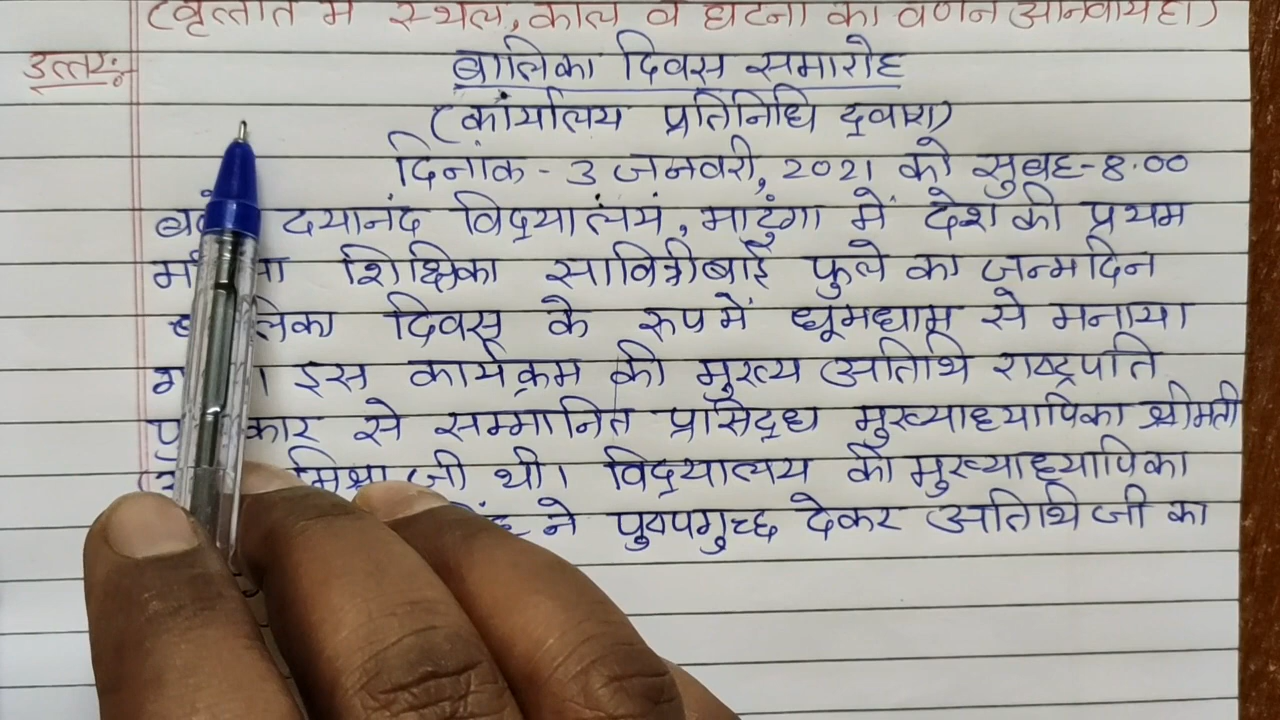 (वृत्तांत में स्थल, काल व घटना का वर्णन अनिवार्य है।)
उत्तर:-
बालिका दिवस समारोह
(कार्यालय प्रतिनिधि द्वारा)
दिनांक - 3 जनवरी, 2021 को सुबह - 8.00
दयानंद विद्यालय, माटुंगा में देश की प्रथम
शिक्षिका सावित्रीबाई फुले का जन्मदिन
दिवस के रूप में धूमधाम से मनाया
इस कार्यक्रम की मुख्य अतिथि राष्ट्रपति
से सम्मानित प्रसिद्ध मुख्याध्यापिका श्रीमती
मिश्रा जी थी। विद्यालय की मुख्याध्यापिका
ने पुष्पगुच्छ देकर अतिथि जी का